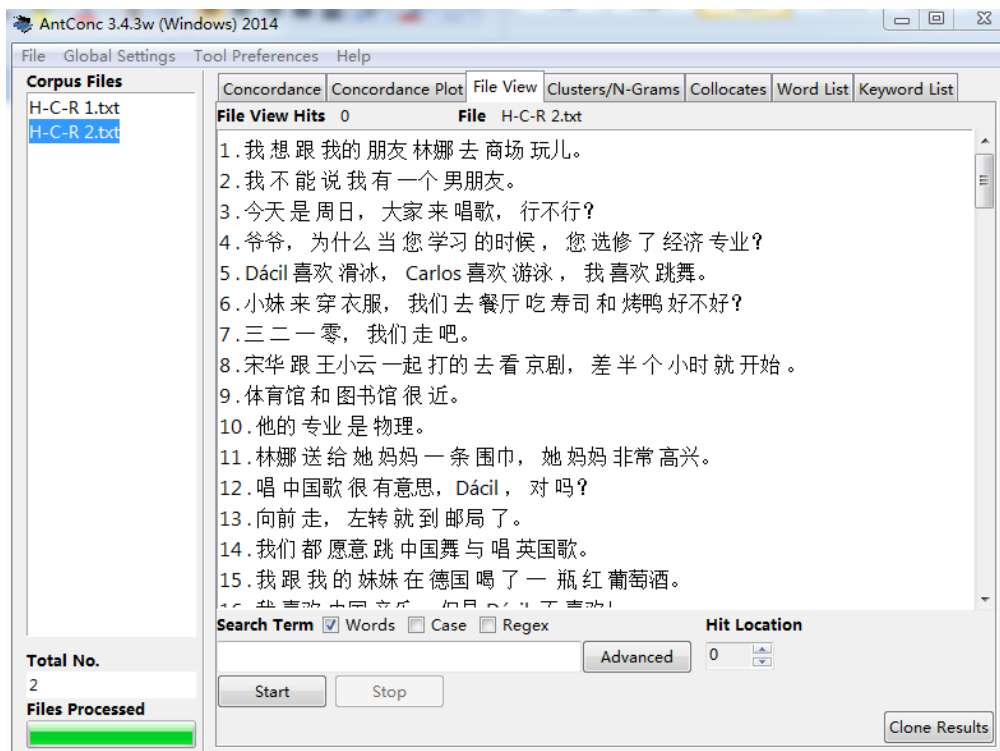 AntConc 3.4.3w (Windows) 2014
File Global Settings Tool Preferences Help
Corpus Files
H-C-R 1.txt
H-C-R 2.txt
Concordance Concordance Plot File View Clusters/N-Grams Collocates Word List Keyword List
File View Hits 0 File H-C-R 2.txt
1.我 想 跟 我的 朋友 林娜 去 商场 玩儿。
2.我 不 能 说 我 有 一个 男朋友。
3.今天 是 周日， 大家 来 唱歌， 行不行？
4.爷爷， 为什么 当 您 学习 的时候 ， 您 选修 了 经济 专业？
5.Dácil 喜欢 滑冰， Carlos 喜欢 游泳 ， 我 喜欢 跳舞。
6.小妹 来 穿 衣服， 我们 去 餐厅 吃 寿司 和 烤鸭 好不好？
7.三 二 一 零， 我们 走 吧。
8.宋华 跟 王小云 一起 打的 去 看 京剧， 差 半 个 小时 就 开始 。
9.体育馆 和 图书馆 很 近。
10.他的 专业 是 物理。
11.林娜 送 给 她 妈妈 一 条 围巾， 她 妈妈 非常 高兴。
12.唱 中国歌 很 有意思，Dácil ， 对 吗？
13.向前 走， 左转 就 到 邮局 了。
14.我们 都 愿意 跳 中国舞 与 唱 英国歌。
15.我 跟 我 的 妹妹 在 德国 喝 了 一 瓶 红 葡萄酒。
16.我 喜欢 中国 音乐， 但是 Dácil 不 喜欢！
Search Term Words Case Regex Hit Location
Advanced 0
Start Stop
Total No.
2
Files Processed
Clone Results